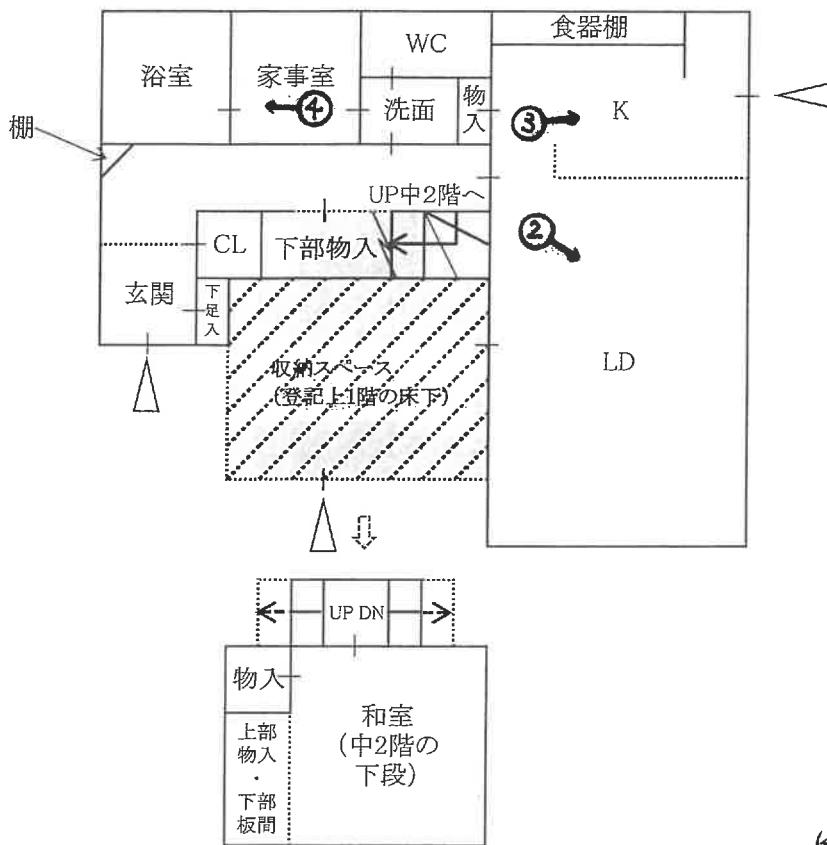 食器棚
WC
浴室
家事室
④
洗面
物
入
③
K
棚
UP中2階へ
②
CL
下部物入
玄関
下
足
入
収納スペース
(登記上1階の床下)
LD
UP DN
物入
和室
(中2階の
下段)
上部
物入
・
下部
板間